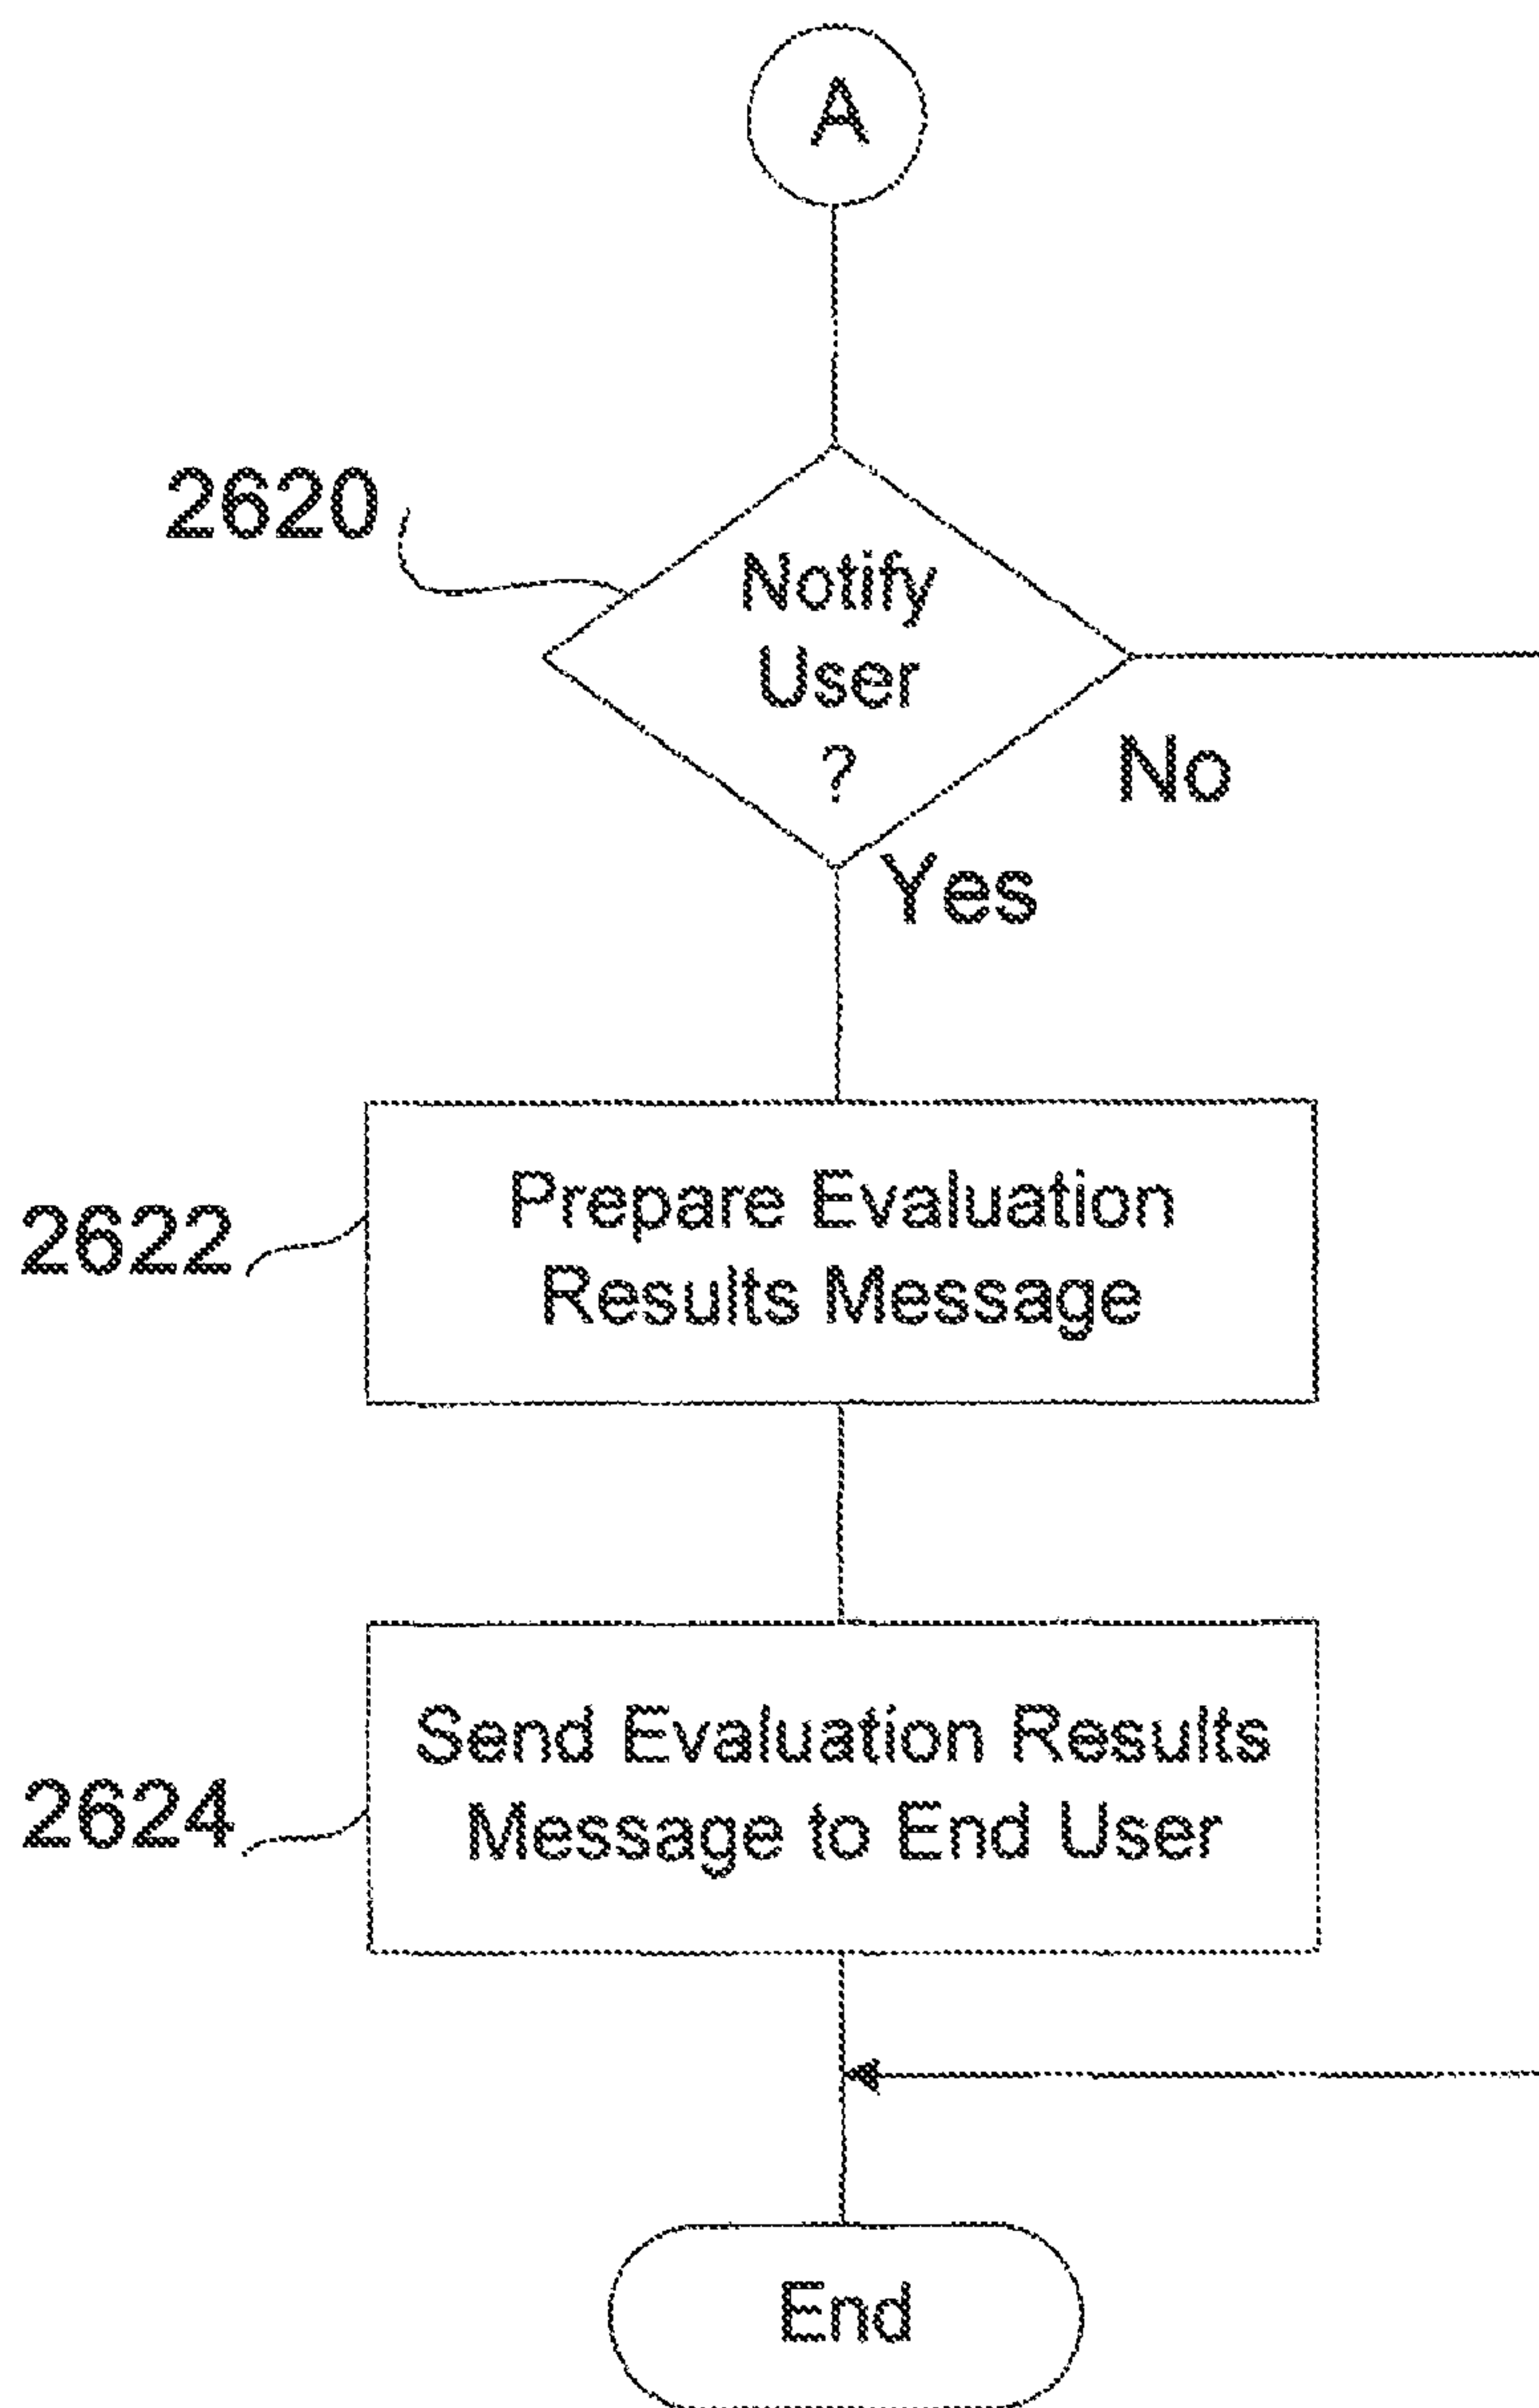 A
2620
Notify
User
?
No
Yes
2622
Prepare Evaluation
Results Message
2624
Send Evaluation Results
Message to End User
End